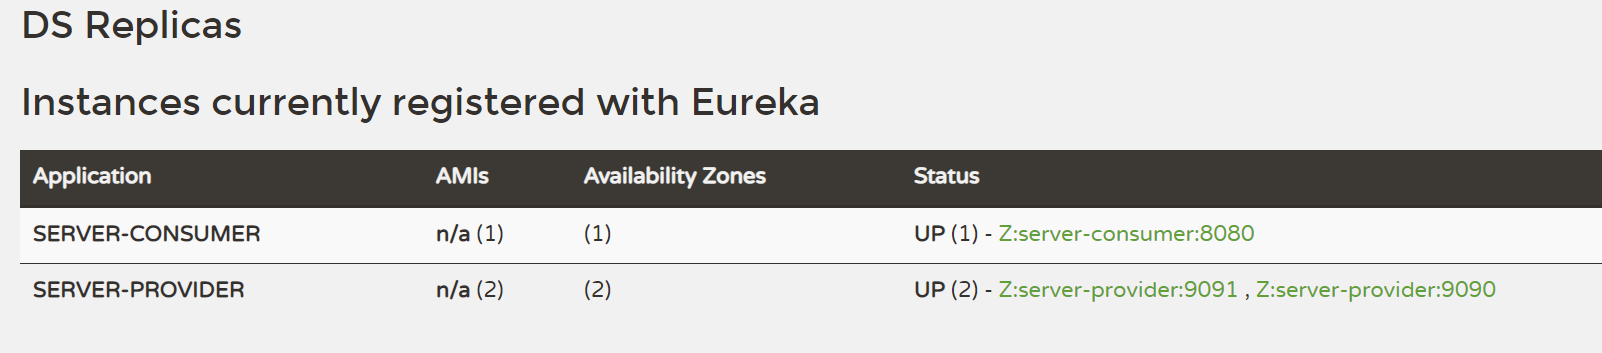 DS Replicas
Instances currently registered with Eureka
Application AMIs Availability Zones Status
SERVER-CONSUMER n/a (1) (1) UP (1) - Z:server-consumer:8080
SERVER-PROVIDER n/a (2) (2) UP (2) - Z:server-provider:9091 , Z:server-provider:9090